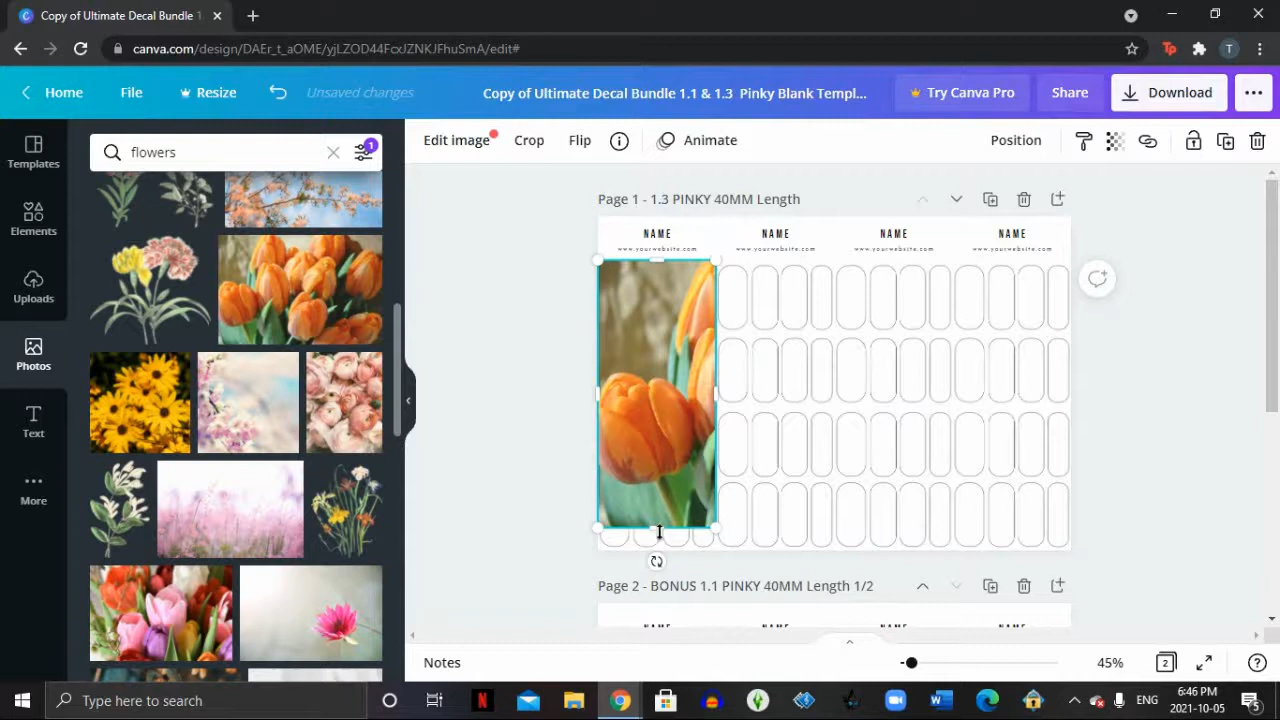 Copy of Ultimate Decal Bundle 1
canva.com/design/DAEr_t_aOME/yjLZOD44FcxJZNKJFhuSmA/edit#
T
Home
File
Resize
Unsaved changes
Copy of Ultimate Decal Bundle 1.1 & 1.3 Pinky Blank Templ...
Try Canva Pro
Share
Download
Templates
Elements
Uploads
Photos
Text
More
flowers
1
Edit image
Crop
Flip
Animate
Position
Page 1 - 1.3 PINKY 40MM Length
NAME NAME NAME NAME
www.yourwebsite.com www.yourwebsite.com www.yourwebsite.com www.yourwebsite.com
Page 2 - BONUS 1.1 PINKY 40MM Length 1/2
Notes
45%
2
Type here to search
ENG
6:46 PM
2021-10-05
5